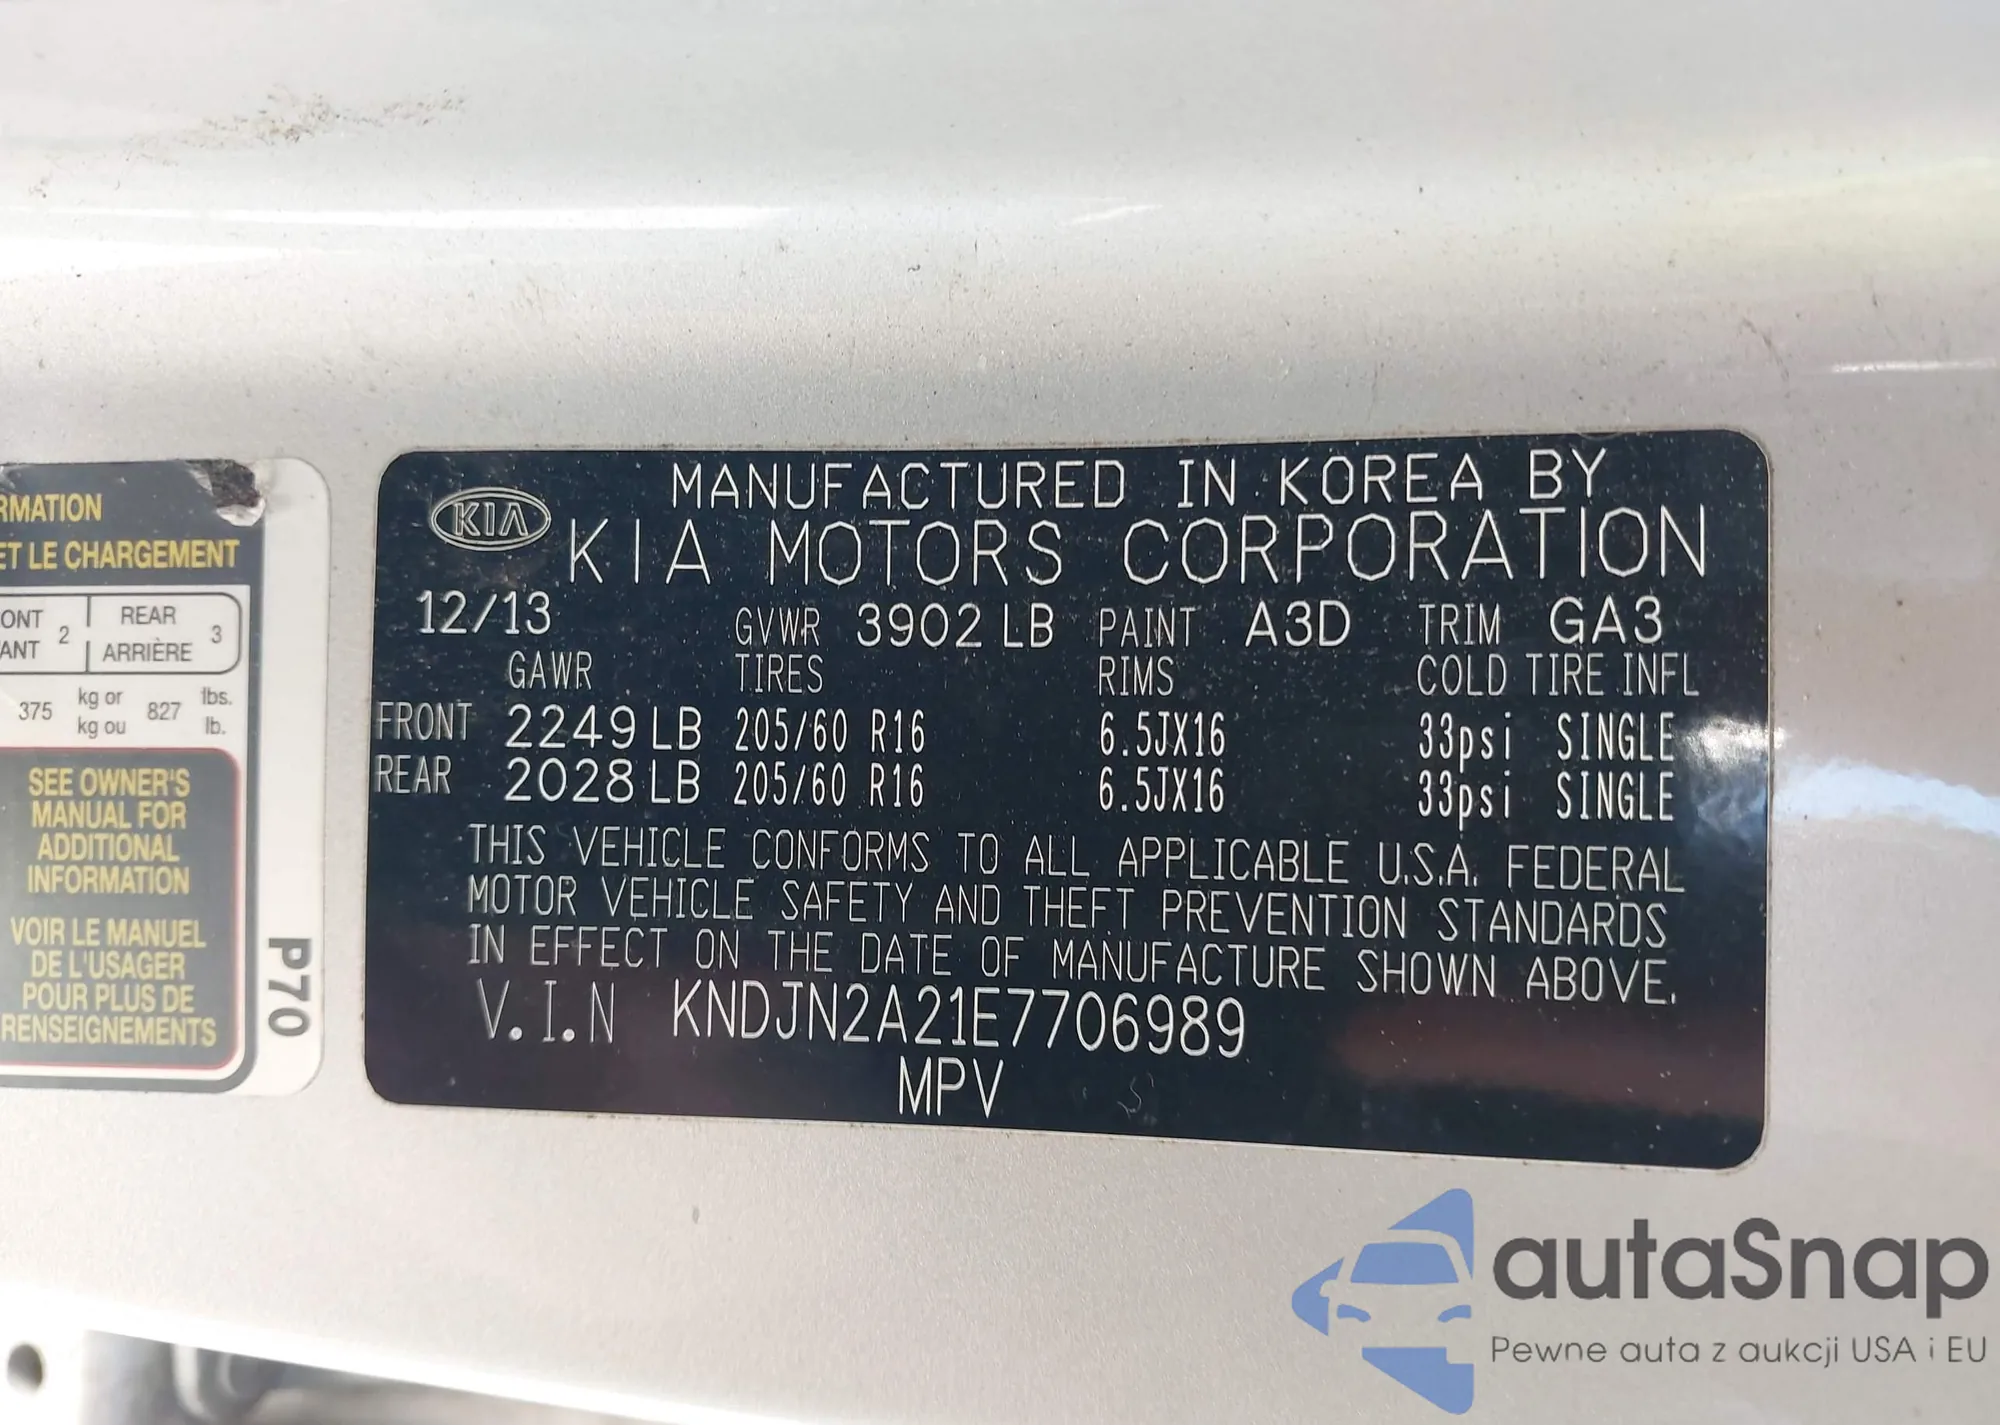 RMATION
ET LE CHARGEMENT
ONT 2 REAR 3
ANT ARRIÈRE
375 kg or 827 lbs.
kg ou lb.
SEE OWNER'S
MANUAL FOR
ADDITIONAL
INFORMATION
VOIR LE MANUEL
DE L'USAGER
POUR PLUS DE
RENSEIGNEMENTS
P70
KIA
MANUFACTURED IN KOREA BY
KIA MOTORS CORPORATION
12/13 GVWR 3902 LB PAINT A3D TRIM GA3
GAWR TIRES RIMS COLD TIRE INFL
FRONT 2249 LB 205/60 R16 6.5JX16 33psi SINGLE
REAR 2028 LB 205/60 R16 6.5JX16 33psi SINGLE
THIS VEHICLE CONFORMS TO ALL APPLICABLE U.S.A. FEDERAL
MOTOR VEHICLE SAFETY AND THEFT PREVENTION STANDARDS
IN EFFECT ON THE DATE OF MANUFACTURE SHOWN ABOVE.
V.I.N KNDJN2A21E7706989
MPV
autaSnap
Pewne auta z aukcji USA i EU